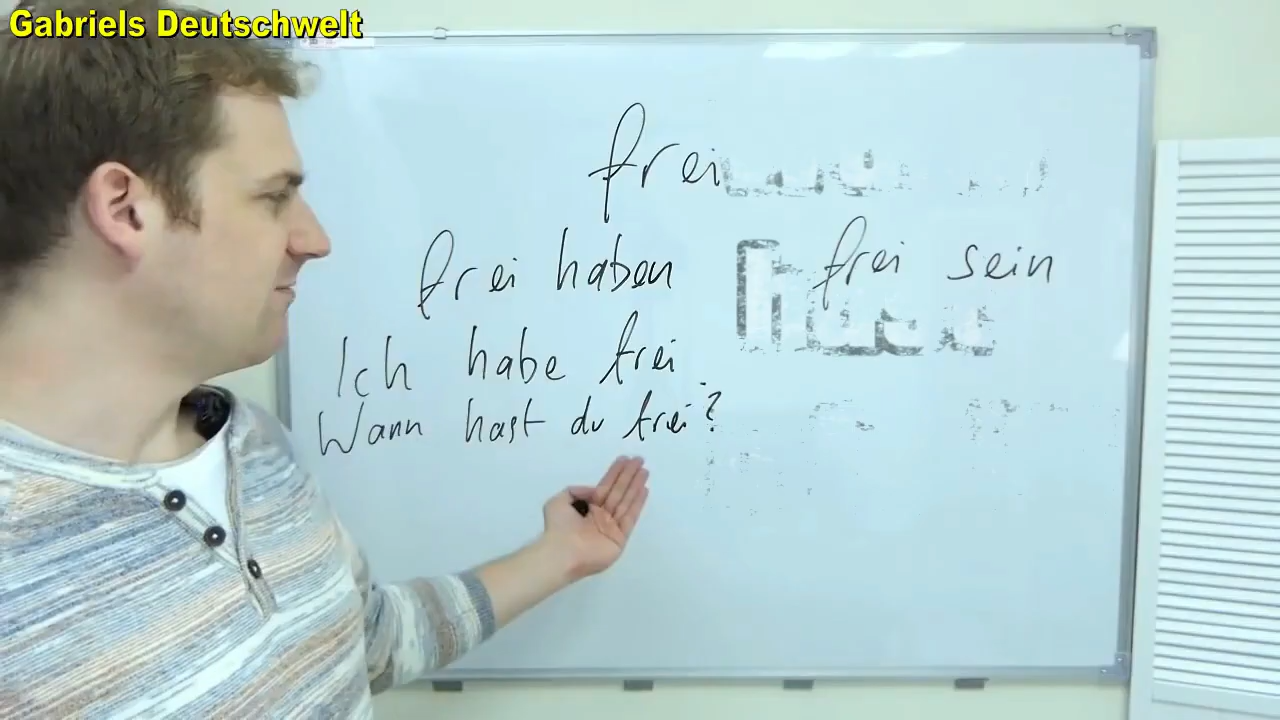 Gabriels Deutschwelt
frei
frei haben frei sein
Ich habe frei
Wann hast du frei?